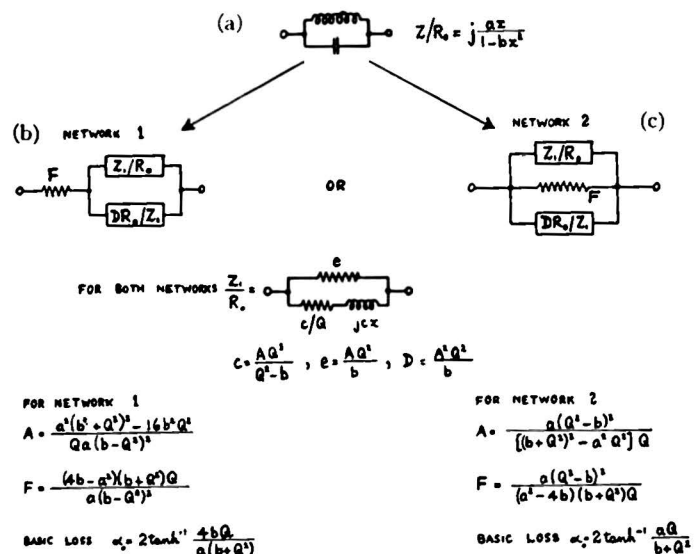 (a)
Z/R₀ = j ax/(1-bx²)
(b) NETWORK 1
NETWORK 2 (c)
F
Z₁/R₀
DR₀/Z₁
OR
Z₁/R₀
F
DR₀/Z₁
FOR BOTH NETWORKS Z₁/R₀ =
e
c/Q jcx
c = AQ²/(Q²-b) , e = AQ²/b , D = A²Q²/b
FOR NETWORK 1
A = (a²(b+Q²)² - 16b²Q²)/(Qa(b-Q²)²)
F = ((4b-a²)(b+Q²)Q)/(a(b-Q²)²)
BASIC LOSS α₀ = 2tanh⁻¹ 4bQ/(a(b+Q²))
FOR NETWORK 2
A = a(Q²-b)²/([(b+Q²)² - a²Q²]Q)
F = a(Q²-b)²/((a²-4b)(b+Q²)Q)
BASIC LOSS α₀ = 2tanh⁻¹ aQ/(b+Q²)